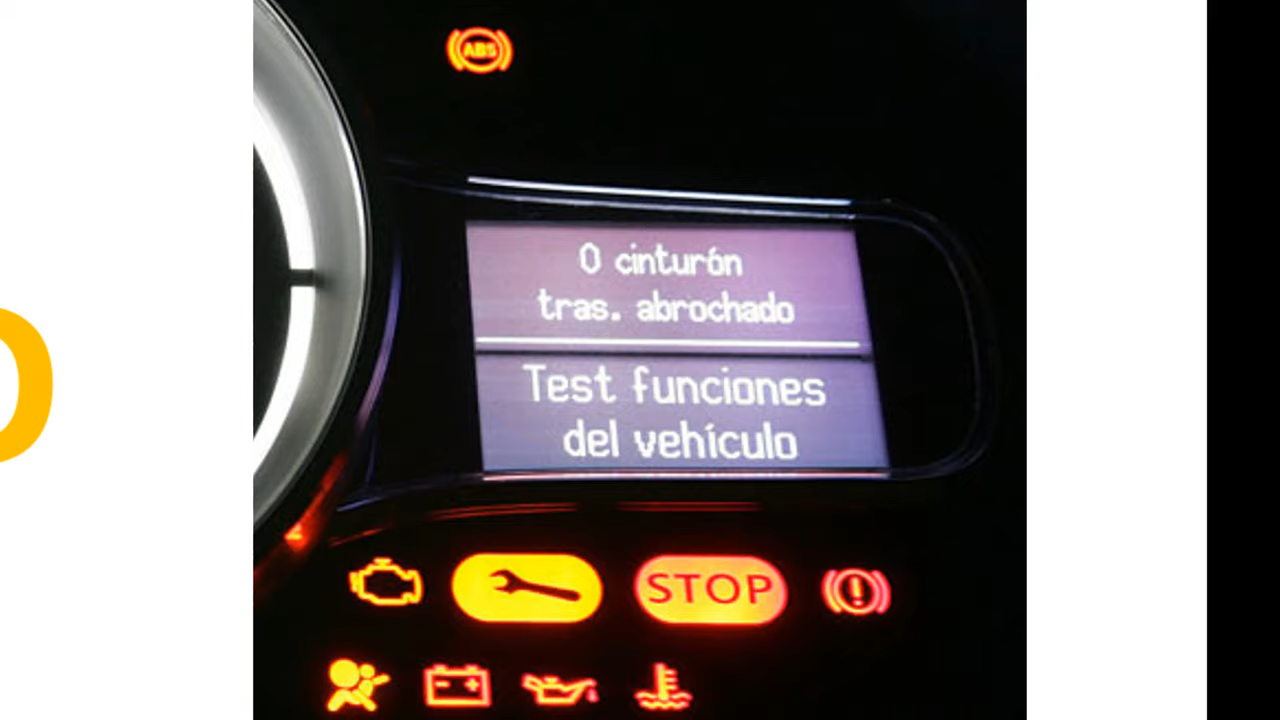 ABS
0 cinturón
tras. abrochado
Test funciones
del vehículo
STOP